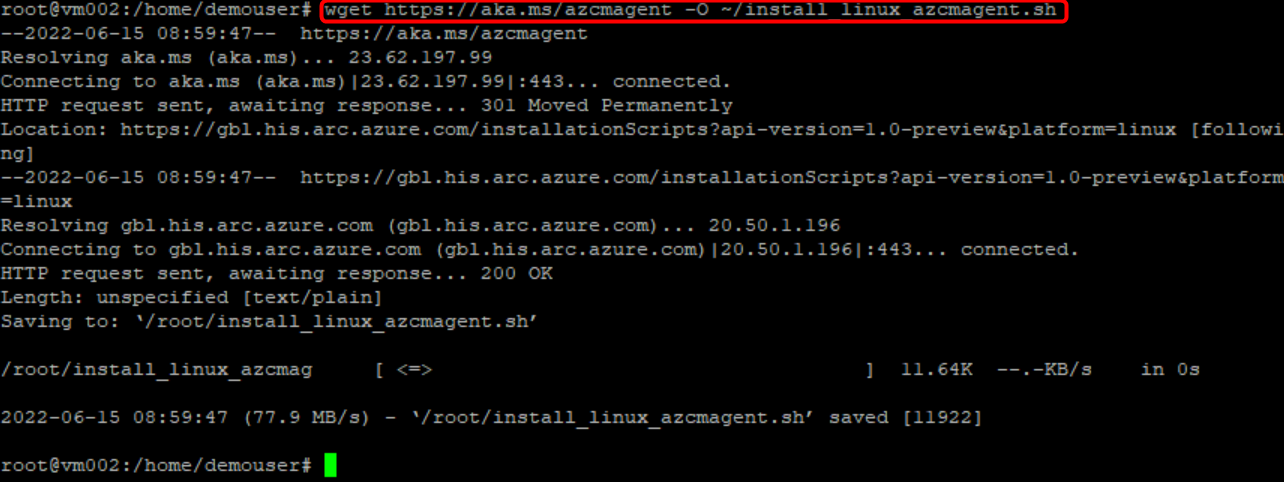 root@vm002:/home/demouser# wget https://aka.ms/azcmagent -O ~/install_linux_azcmagent.sh
--2022-06-15 08:59:47--  https://aka.ms/azcmagent
Resolving aka.ms (aka.ms)... 23.62.197.99
Connecting to aka.ms (aka.ms)|23.62.197.99|:443... connected.
HTTP request sent, awaiting response... 301 Moved Permanently
Location: https://gbl.his.arc.azure.com/installationScripts?api-version=1.0-preview&platform=linux [followi
ng]
--2022-06-15 08:59:47--  https://gbl.his.arc.azure.com/installationScripts?api-version=1.0-preview&platform
=linux
Resolving gbl.his.arc.azure.com (gbl.his.arc.azure.com)... 20.50.1.196
Connecting to gbl.his.arc.azure.com (gbl.his.arc.azure.com)|20.50.1.196|:443... connected.
HTTP request sent, awaiting response... 200 OK
Length: unspecified [text/plain]
Saving to: ‘/root/install_linux_azcmagent.sh’
/root/install_linux_azcmag     [ <=>                                    ]  11.64K  --.-KB/s    in 0s
2022-06-15 08:59:47 (77.9 MB/s) - ‘/root/install_linux_azcmagent.sh’ saved [11922]
root@vm002:/home/demouser#